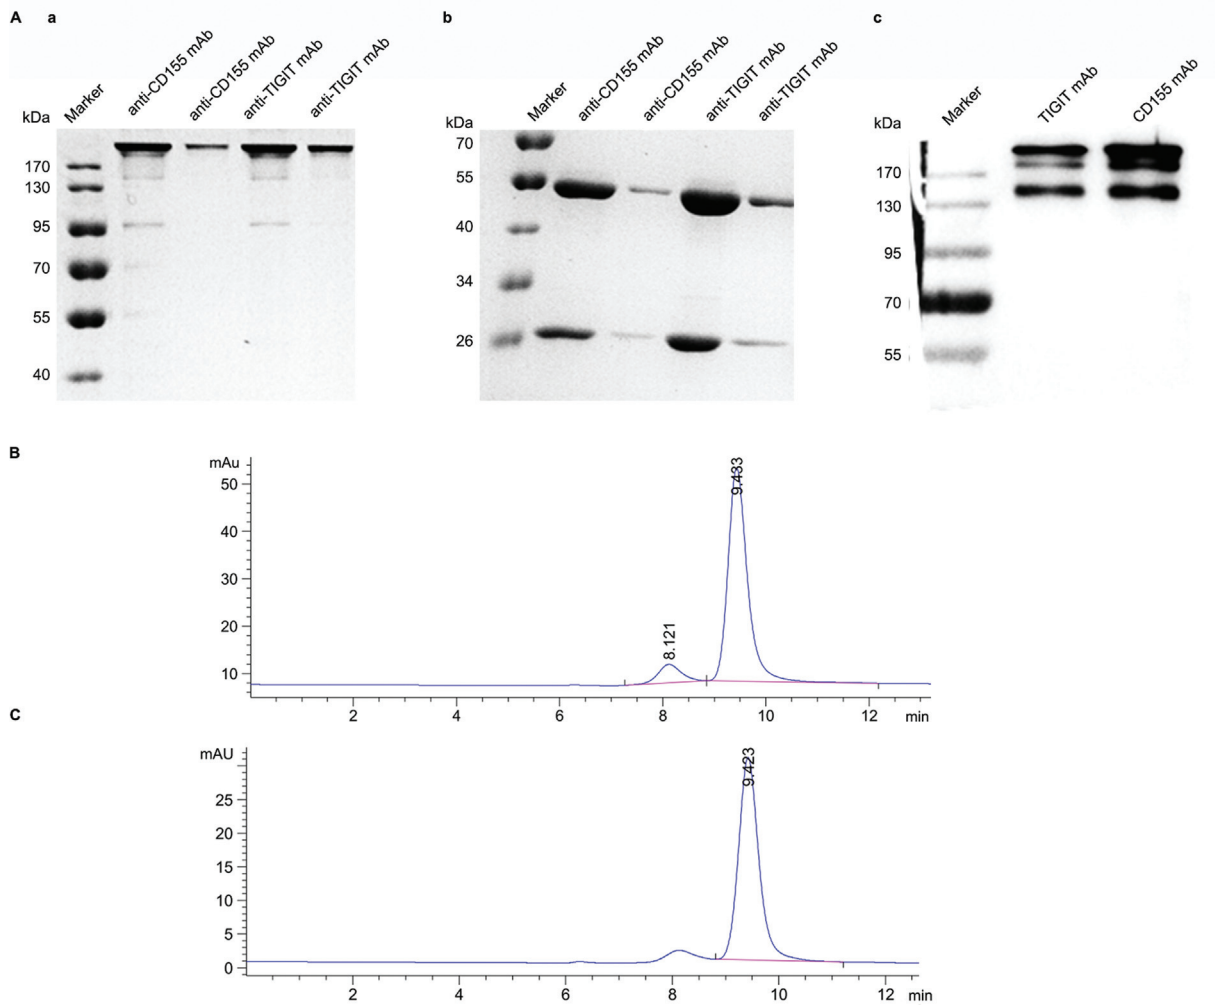 A a b c
Marker anti-CD155 mAb anti-CD155 mAb anti-TIGIT mAb anti-TIGIT mAb
kDa
170
130
95
70
55
40
Marker anti-CD155 mAb anti-CD155 mAb anti-TIGIT mAb anti-TIGIT mAb
kDa
70
55
40
34
26
Marker TIGIT mAb CD155 mAb
kDa
170
130
95
70
55
B
mAu
50
40
30
20
10
8.121
9.433
2 4 6 8 10 12 min
C
mAU
25
20
15
10
5
0
9.423
2 4 6 8 10 12 min